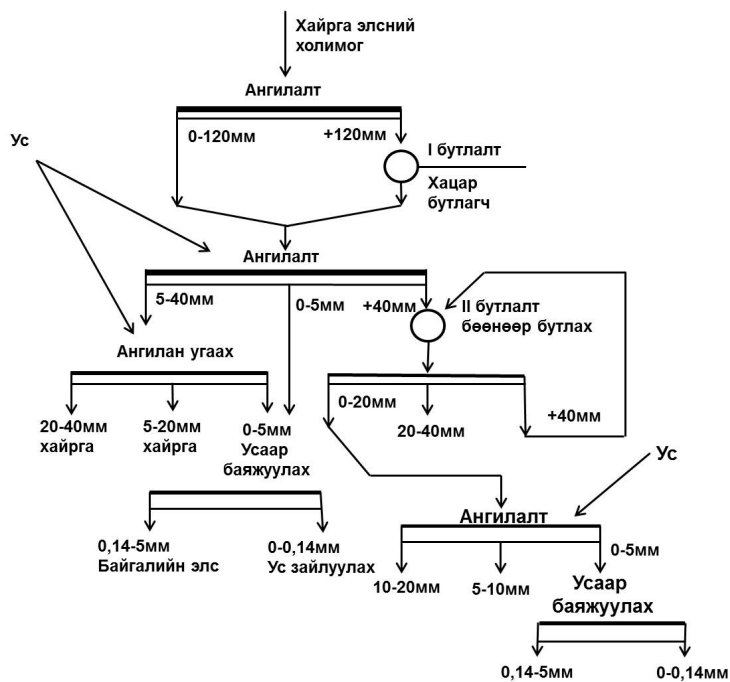 Хайрга элсний
холимог
Ангилалт
0-120мм
+120мм
Ус
I бутлалт
Хацар
бутлагч
Ангилалт
5-40мм
0-5мм
+40мм
II бутлалт
бөөнөөр бутлах
Ангилан угаах
0-20мм
20-40мм
+40мм
20-40мм
хайрга
5-20мм
хайрга
0-5мм
Усаар
баяжуулах
Ус
Ангилалт
0,14-5мм
Байгалийн элс
0-0,14мм
Ус зайлуулах
0-5мм
10-20мм
5-10мм
Усаар
баяжуулах
0,14-5мм
0-0,14мм